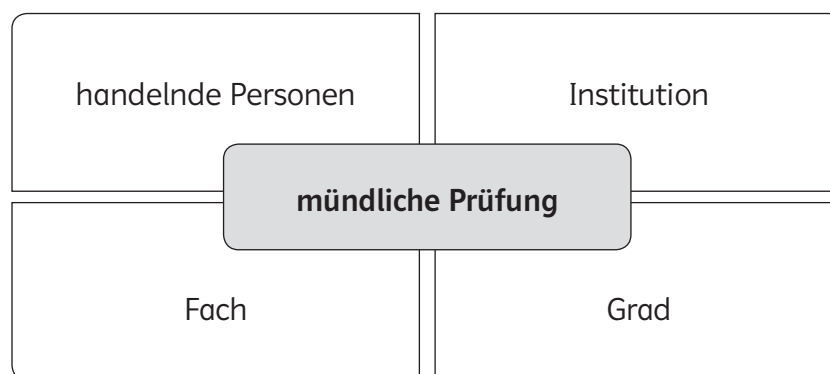 handelnde Personen
Institution
mündliche Prüfung
Fach
Grad